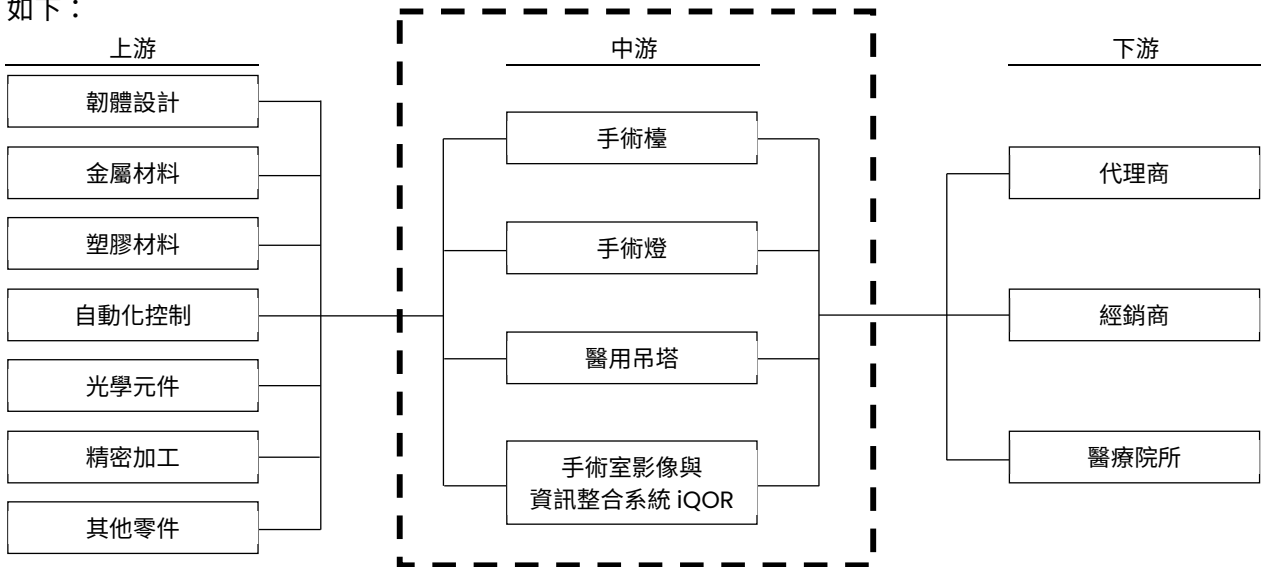 如下：
上游
韌體設計
金屬材料
塑膠材料
自動化控制
光學元件
精密加工
其他零件
中游
手術檯
手術燈
醫用吊塔
手術室影像與
資訊整合系統 iQOR
下游
代理商
經銷商
醫療院所